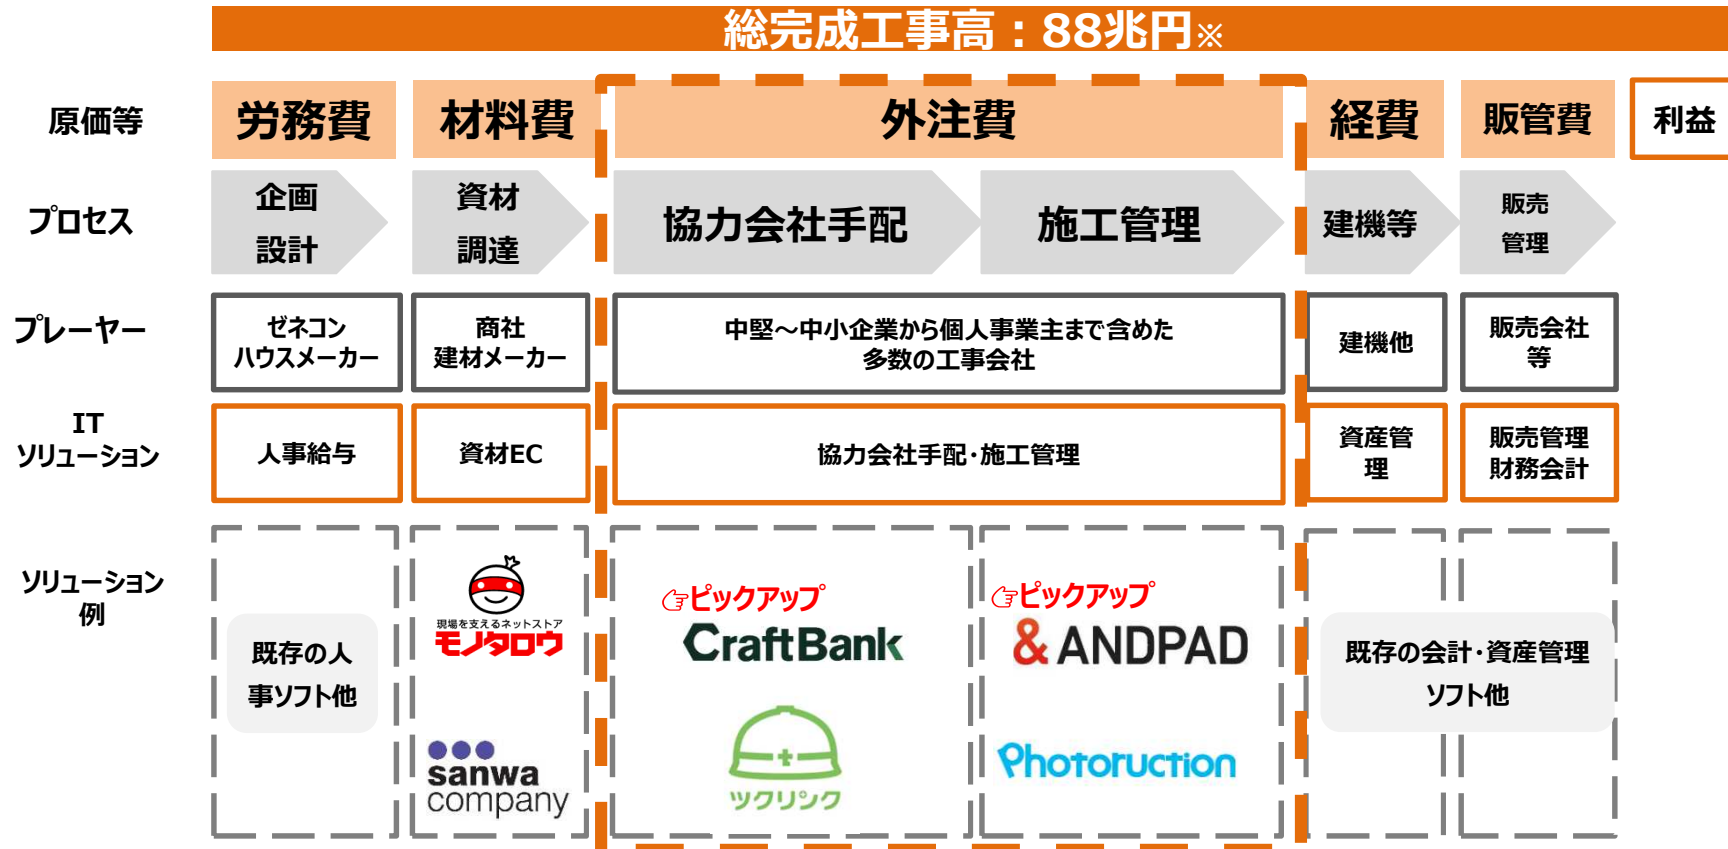 総完成工事高：88兆円※
原価等
労務費
材料費
外注費
経費
販管費
利益
プロセス
企画
設計
資材
調達
協力会社手配
施工管理
建機等
販売
管理
プレーヤー
ゼネコン
ハウスメーカー
商社
建材メーカー
中堅～中小企業から個人事業主まで含めた
多数の工事会社
建機他
販売会社
等
IT
ソリューション
人事給与
資材EC
協力会社手配･施工管理
資産管
理
販売管理
財務会計
ソリューション
例
既存の人
事ソフト他
現場を支えるネットストア
モノタロウ
sanwa
company
☞ピックアップ
CraftBank
ツクリンク
☞ピックアップ
& ANDPAD
Photoruction
既存の会計･資産管理
ソフト他